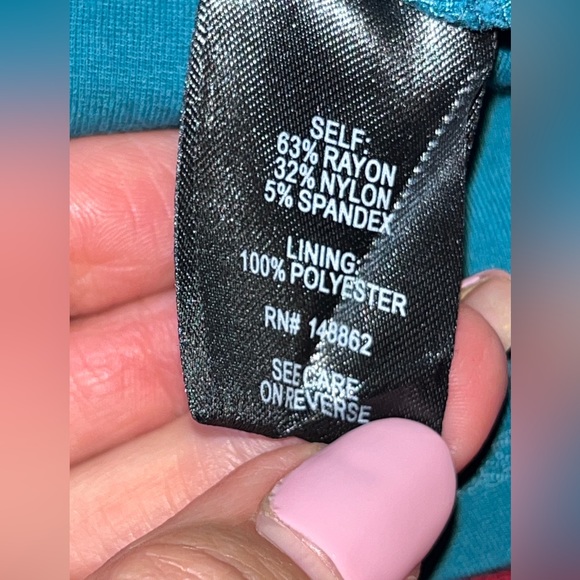 SELF:
63% RAYON
32% NYLON
5% SPANDEX
LINING:
100% POLYESTER
RN# 148862
SEE CARE
ON REVERSE